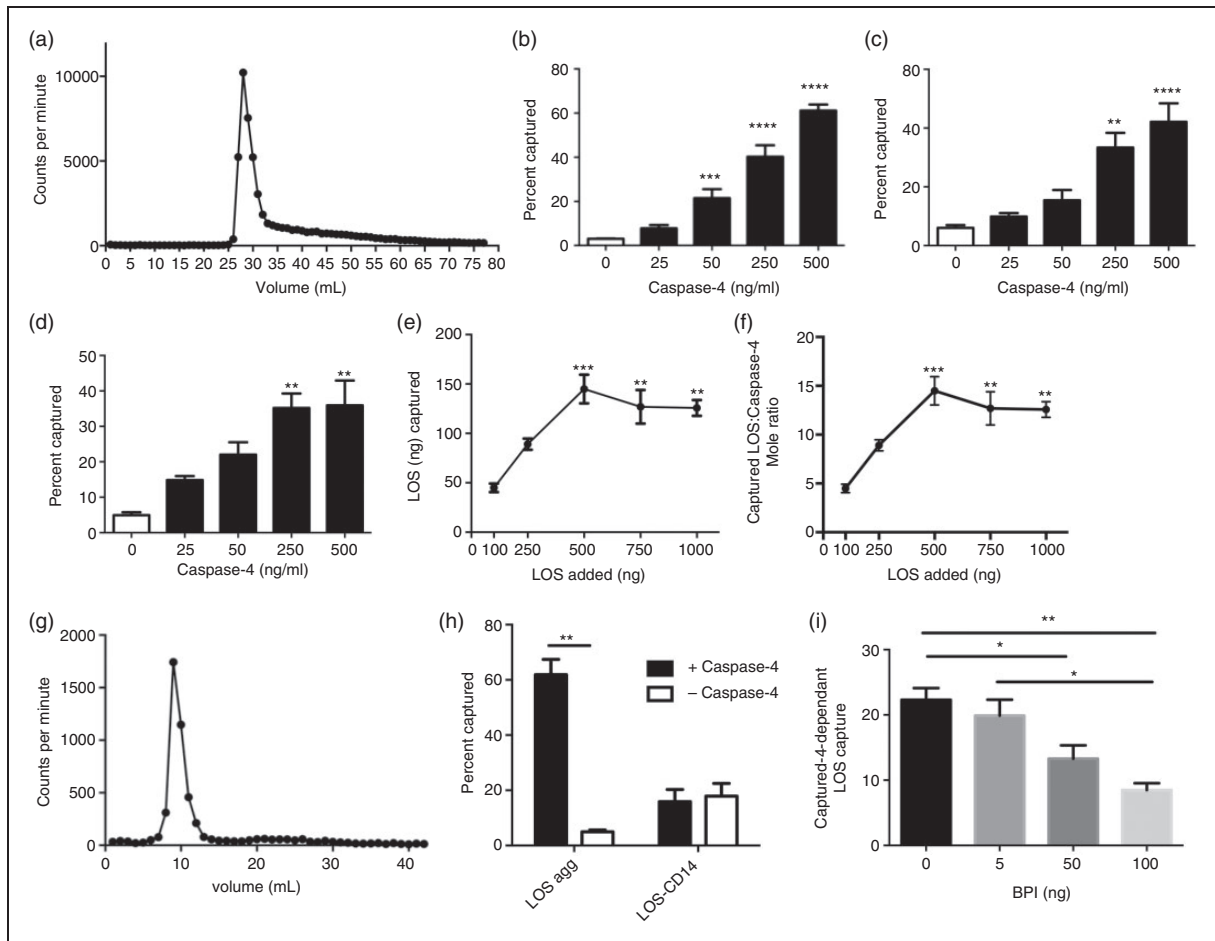 (a)
Counts per minute
10000
5000
0
0 5 10 15 20 25 30 35 40 45 50 55 60 65 70 75 80
Volume (mL)
(b)
Percent captured
80
60
40
20
0
***
****
****
0 25 50 250 500
Caspase-4 (ng/ml)
(c)
Percent captured
80
40
20
0
**
****
0 25 50 250 500
Caspase-4 (ng/ml)
(d)
Percent captured
50
40
30
20
10
0
**
**
0 25 50 250 500
Caspase-4 (ng/ml)
(e)
LOS (ng) captured
200
150
100
50
0
***
**
**
0 100 250 500 750 1000
LOS added (ng)
(f)
Captured LOS:Caspase-4
Mole ratio
20
15
10
5
0
***
**
**
0 100 250 500 750 1000
LOS added (ng)
(g)
Counts per minute
2000
1500
1000
500
0
0 10 20 30 40
volume (mL)
(h)
Percent captured
80
60
40
20
0
**
+ Caspase-4
– Caspase-4
LOS agg
LOS-CD14
(i)
Captured-4-dependant
LOS capture
30
20
10
0
**
*
*
0 5 50 100
BPI (ng)